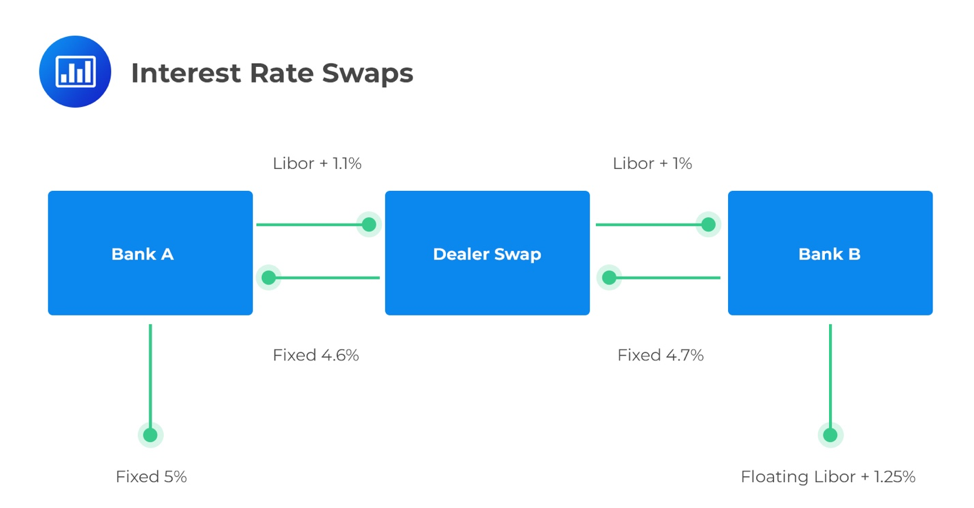 Interest Rate Swaps
Libor + 1.1%
Libor + 1%
Bank A
Dealer Swap
Bank B
Fixed 4.6%
Fixed 4.7%
Fixed 5%
Floating Libor + 1.25%